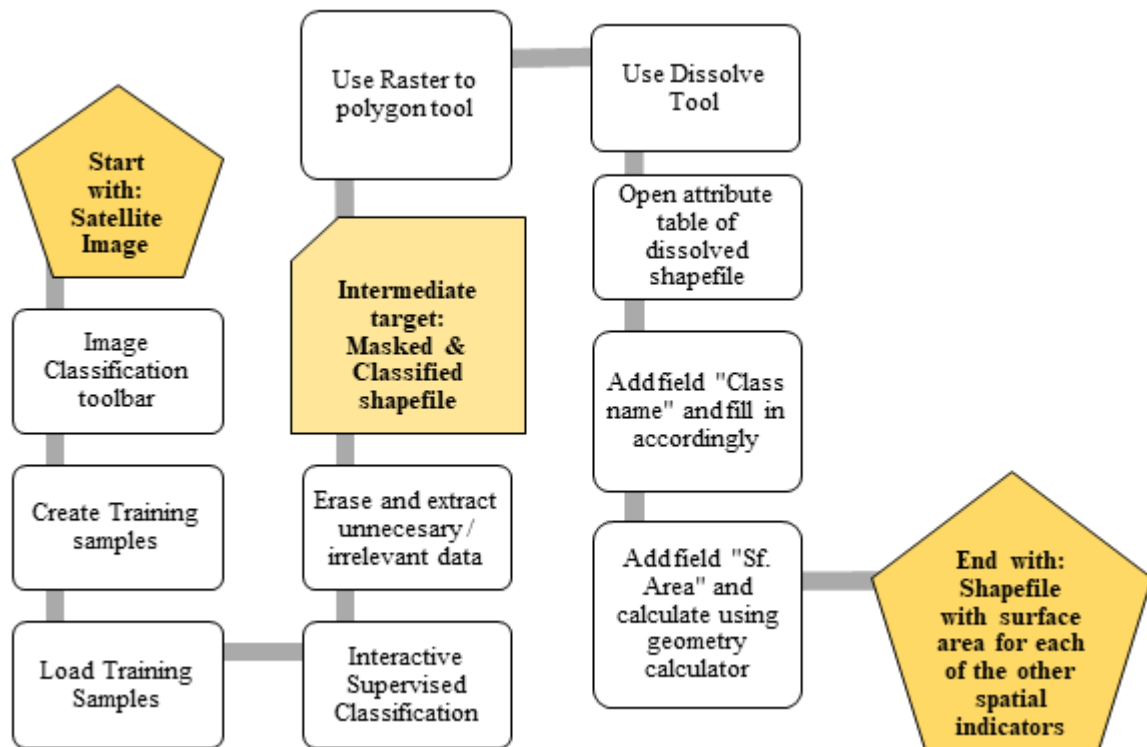 Start
with:
Satellite
Image
Image
Classification
toolbar
Create Training
samples
Load Training
Samples
Interactive
Supervised
Classification
Erase and extract
unnecesary /
irrelevant data
Intermediate
target:
Masked &
Classified
shapefile
Use Raster to
polygon tool
Use Dissolve
Tool
Open attribute
table of
dissolved
shapefile
Add field "Class
name" and fill in
accordingly
Add field "Sf.
Area" and
calculate using
geometry
calculator
End with:
Shapefile
with surface
area for each
of the other
spatial
indicators